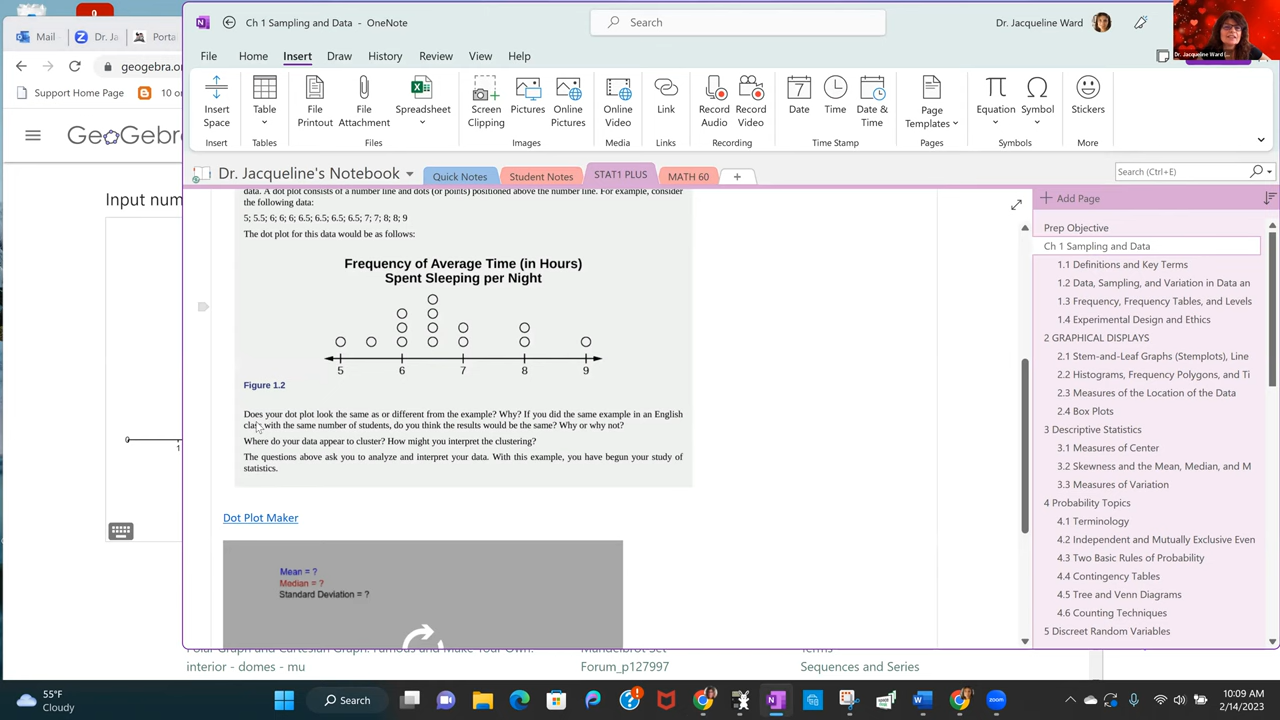 Ch 1 Sampling and Data - OneNote
Search
Dr. Jacqueline Ward
Dr. Jacqueline Ward
Mail
Dr. Ja
Porta
geogebra.or
Support Home Page
10 or
GeoGebra
Input num
0
1
File Home Insert Draw History Review View Help
Insert Space
Table
File Printout
File Attachment
Spreadsheet
Screen Clipping
Pictures
Online Pictures
Online Video
Link
Record Audio
Record Video
Date
Time
Date & Time
Page Templates
Equation
Symbol
Stickers
Insert Tables Files Images Media Links Recording Time Stamp Pages Symbols More
Dr. Jacqueline's Notebook
Quick Notes
Student Notes
STAT1 PLUS
MATH 60
Search (Ctrl+E)
data. A dot plot consists of a number line and dots (or points) positioned above the number line. For example, consider
the following data:
5; 5.5; 6; 6; 6; 6.5; 6.5; 6.5; 6.5; 7; 7; 8; 8; 9
The dot plot for this data would be as follows:
Frequency of Average Time (in Hours)
Spent Sleeping per Night
5 6 7 8 9
Figure 1.2
Does your dot plot look the same as or different from the example? Why? If you did the same example in an English
class with the same number of students, do you think the results would be the same? Why or why not?
Where do your data appear to cluster? How might you interpret the clustering?
The questions above ask you to analyze and interpret your data. With this example, you have begun your study of
statistics.
Dot Plot Maker
Mean = ?
Median = ?
Standard Deviation = ?
Add Page
Prep Objective
Ch 1 Sampling and Data
1.1 Definitions and Key Terms
1.2 Data, Sampling, and Variation in Data an
1.3 Frequency, Frequency Tables, and Levels
1.4 Experimental Design and Ethics
2 GRAPHICAL DISPLAYS
2.1 Stem-and-Leaf Graphs (Stemplots), Line
2.2 Histograms, Frequency Polygons, and Ti
2.3 Measures of the Location of the Data
2.4 Box Plots
3 Descriptive Statistics
3.1 Measures of Center
3.2 Skewness and the Mean, Median, and M
3.3 Measures of Variation
4 Probability Topics
4.1 Terminology
4.2 Independent and Mutually Exclusive Even
4.3 Two Basic Rules of Probability
4.4 Contingency Tables
4.5 Tree and Venn Diagrams
4.6 Counting Techniques
5 Discreet Random Variables
interior - domes - mu
Forum_p127997
Sequences and Series
55°F
Cloudy
Search
10:09 AM
2/14/2023